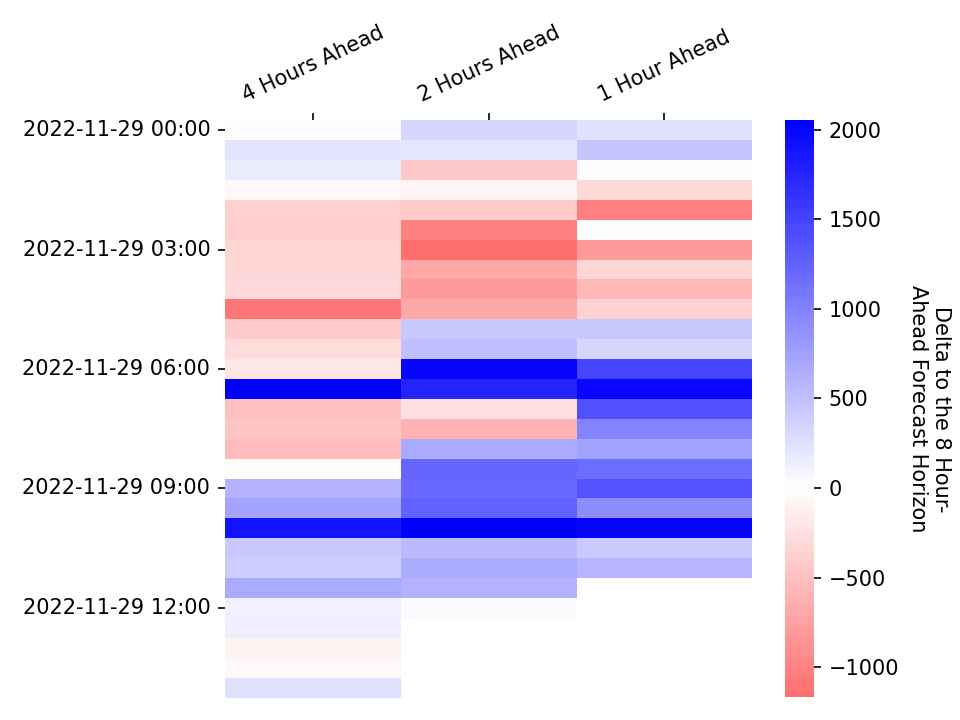 4 Hours Ahead
2 Hours Ahead
1 Hour Ahead
2022-11-29 00:00
2022-11-29 03:00
2022-11-29 06:00
2022-11-29 09:00
2022-11-29 12:00
2000
1500
1000
500
0
−500
−1000
Delta to the 8 Hour-
Ahead Forecast Horizon